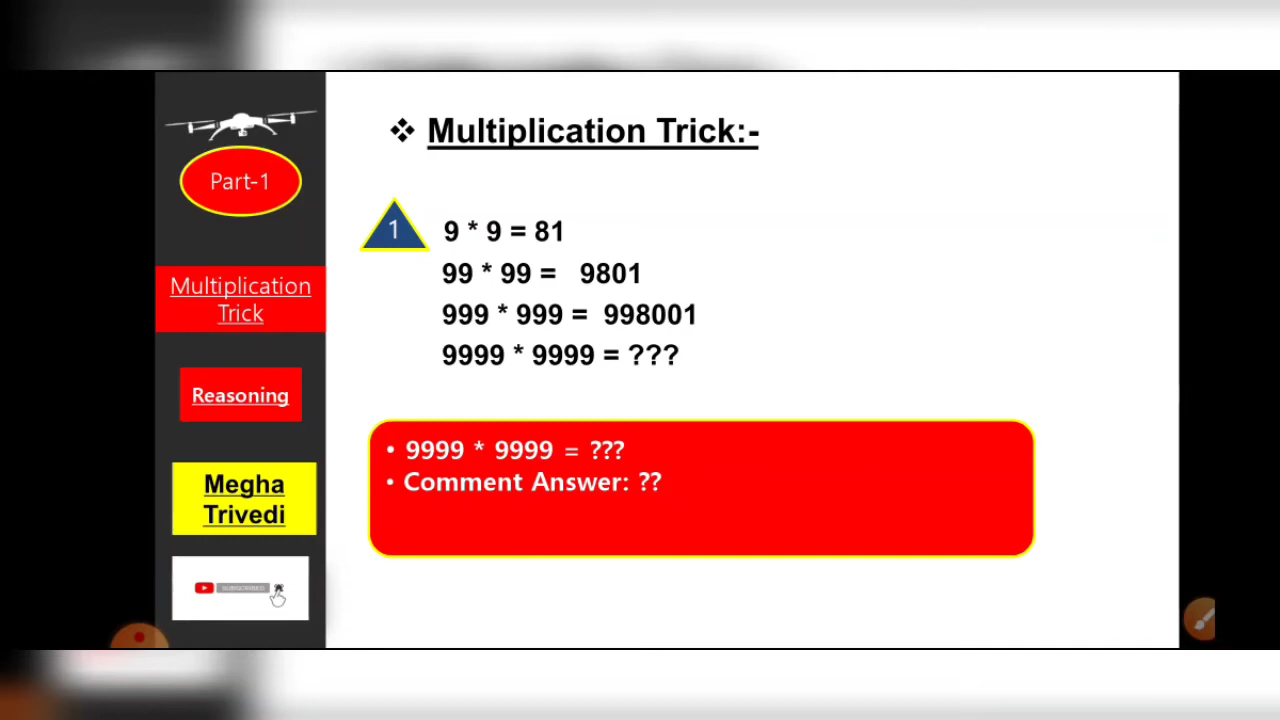 ❖ Multiplication Trick:-
Part-1
1
9 * 9 = 81
99 * 99 = 9801
999 * 999 = 998001
9999 * 9999 = ???
Multiplication
Trick
Reasoning
• 9999 * 9999 = ???
• Comment Answer: ??
Megha
Trivedi